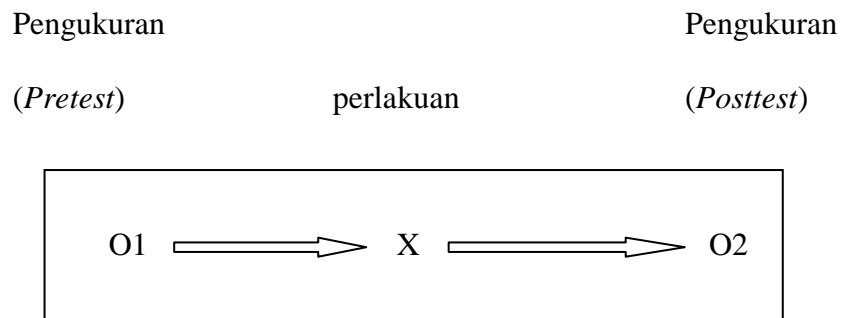 Pengukuran Pengukuran
(Pretest) perlakuan (Posttest)
O1 X O2